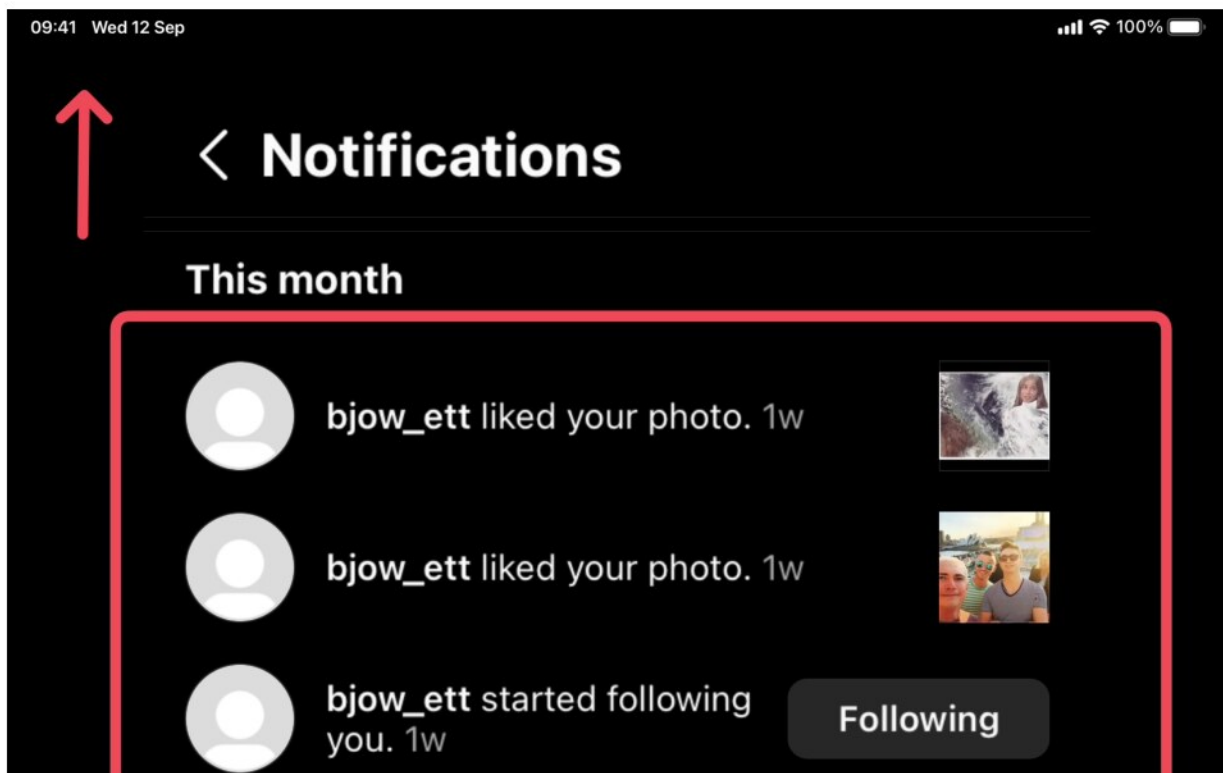 09:41 Wed 12 Sep
100%
Notifications
This month
bjow_ett liked your photo. 1w
bjow_ett liked your photo. 1w
bjow_ett started following
you. 1w
Following